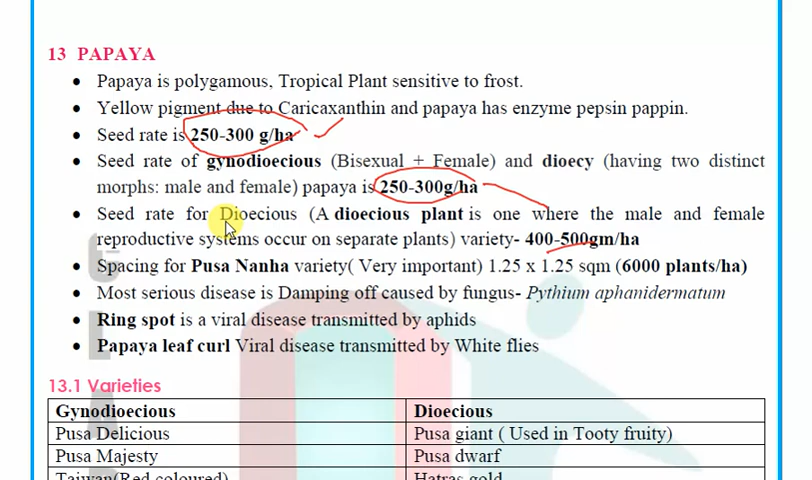 13 PAPAYA
• Papaya is polygamous, Tropical Plant sensitive to frost.
• Yellow pigment due to Caricaxanthin and papaya has enzyme pepsin pappin.
• Seed rate is 250-300 g/ha
• Seed rate of gynodioecious (Bisexual + Female) and dioecy (having two distinct
morphs: male and female) papaya is 250-300g/ha
• Seed rate for Dioecious (A dioecious plant is one where the male and female
reproductive systems occur on separate plants) variety- 400-500gm/ha
• Spacing for Pusa Nanha variety( Very important) 1.25 x 1.25 sqm (6000 plants/ha)
• Most serious disease is Damping off caused by fungus- Pythium aphanidermatum
• Ring spot is a viral disease transmitted by aphids
• Papaya leaf curl Viral disease transmitted by White flies
13.1 Varieties
Gynodioecious Dioecious
Pusa Delicious Pusa giant ( Used in Tooty fruity)
Pusa Majesty Pusa dwarf
Taiwan(Red coloured) Hatras gold